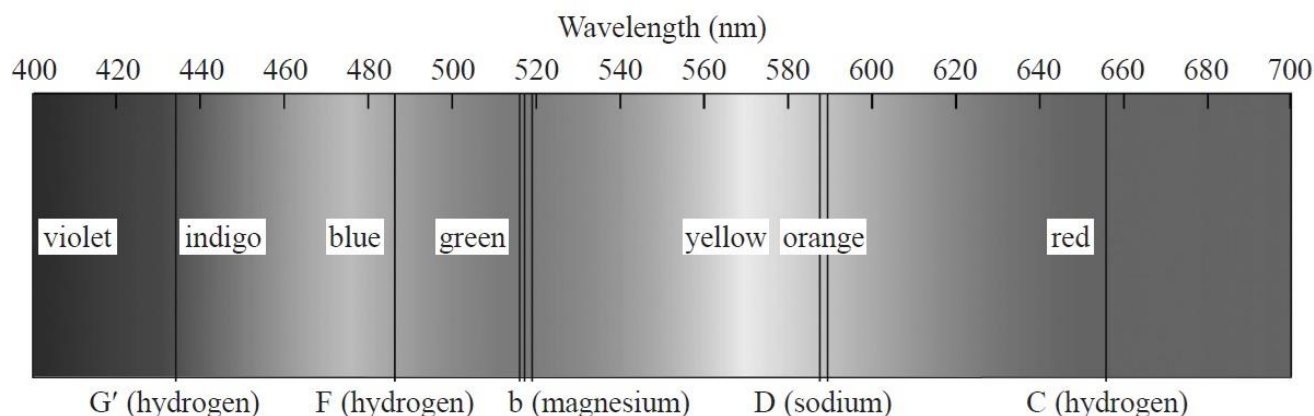 Wavelength (nm)
400 420 440 460 480 500 520 540 560 580 600 620 640 660 680 700
violet indigo blue green yellow orange red
G′ (hydrogen) F (hydrogen) b (magnesium) D (sodium) C (hydrogen)